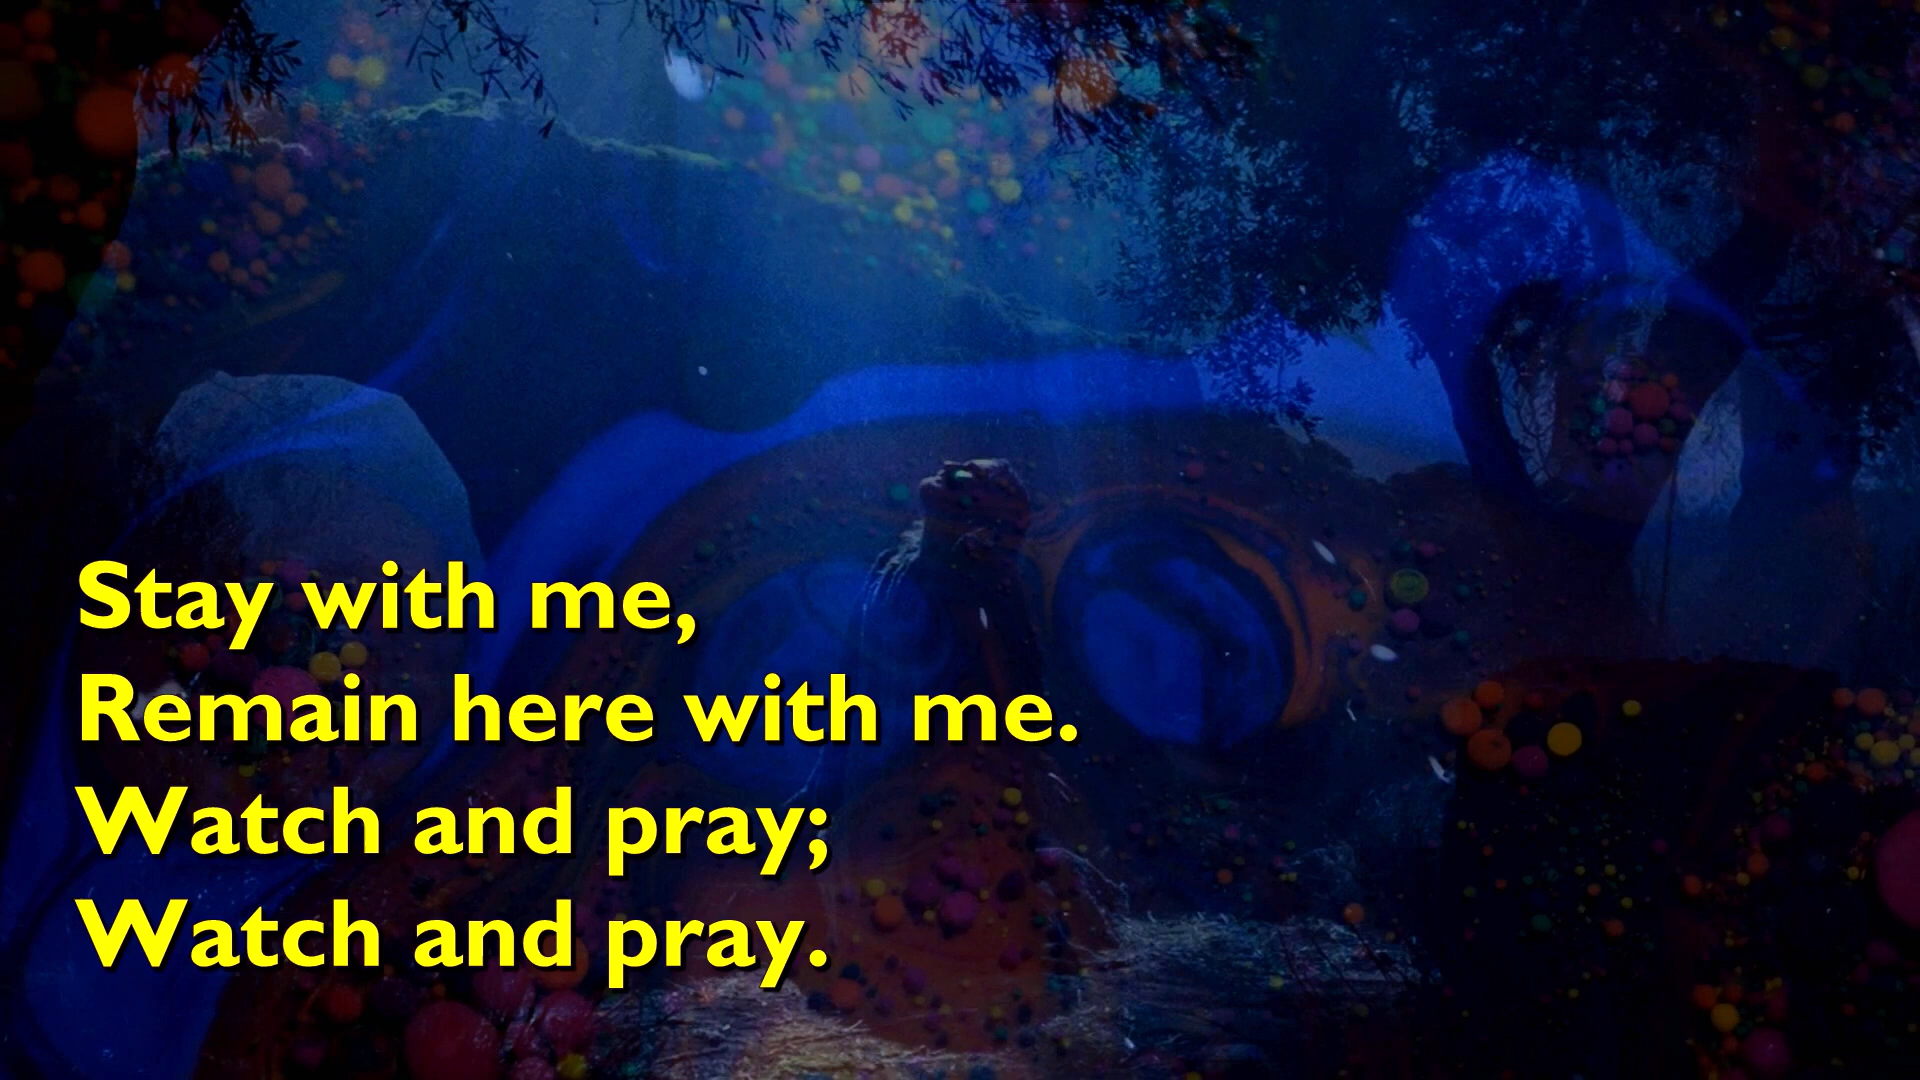 Stay with me,
Remain here with me.
Watch and pray;
Watch and pray.